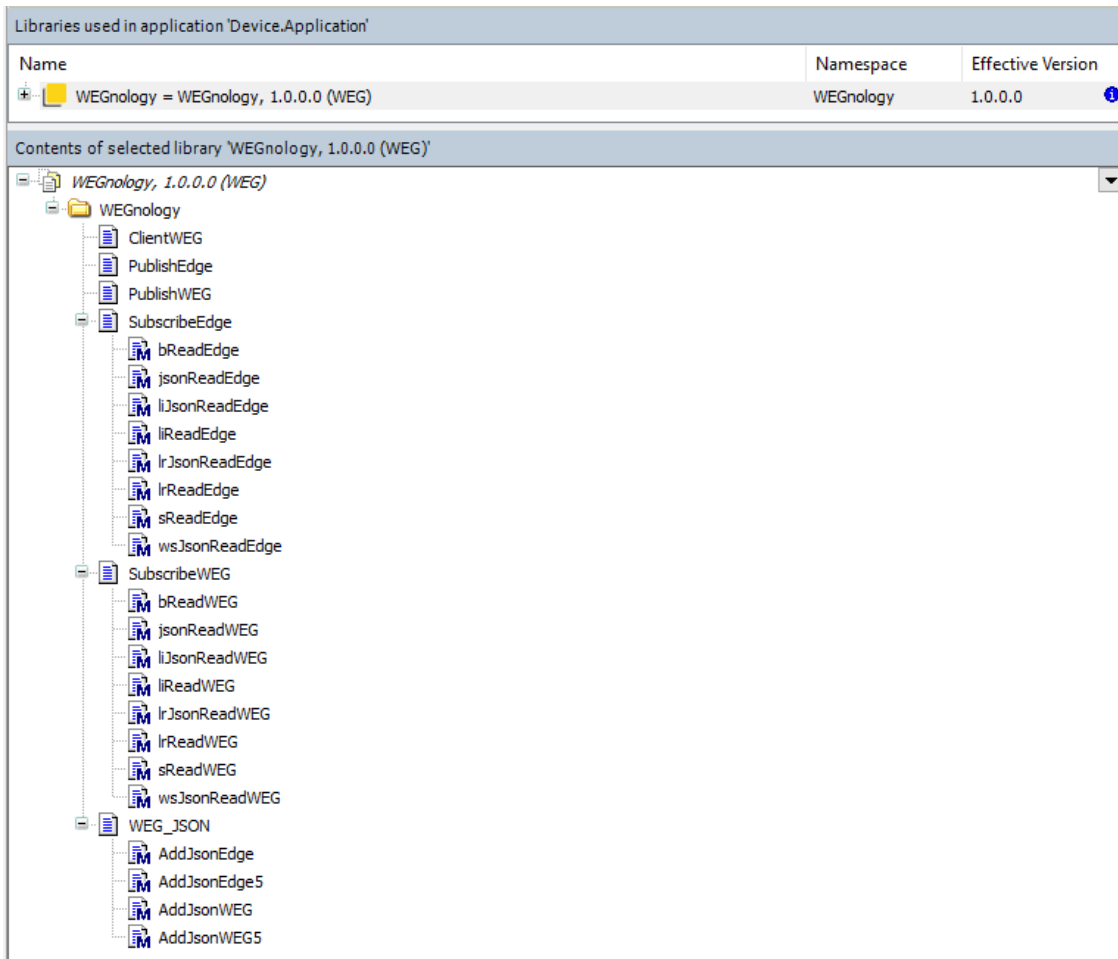 Libraries used in application 'Device.Application'
Name Namespace Effective Version
WEGnology = WEGnology, 1.0.0.0 (WEG) WEGnology 1.0.0.0
Contents of selected library 'WEGnology, 1.0.0.0 (WEG)'
WEGnology, 1.0.0.0 (WEG)
WEGnology
ClientWEG
PublishEdge
PublishWEG
SubscribeEdge
bReadEdge
jsonReadEdge
liJsonReadEdge
liReadEdge
lrJsonReadEdge
lrReadEdge
sReadEdge
wsJsonReadEdge
SubscribeWEG
bReadWEG
jsonReadWEG
liJsonReadWEG
liReadWEG
lrJsonReadWEG
lrReadWEG
sReadWEG
wsJsonReadWEG
WEG_JSON
AddJsonEdge
AddJsonEdge5
AddJsonWEG
AddJsonWEG5